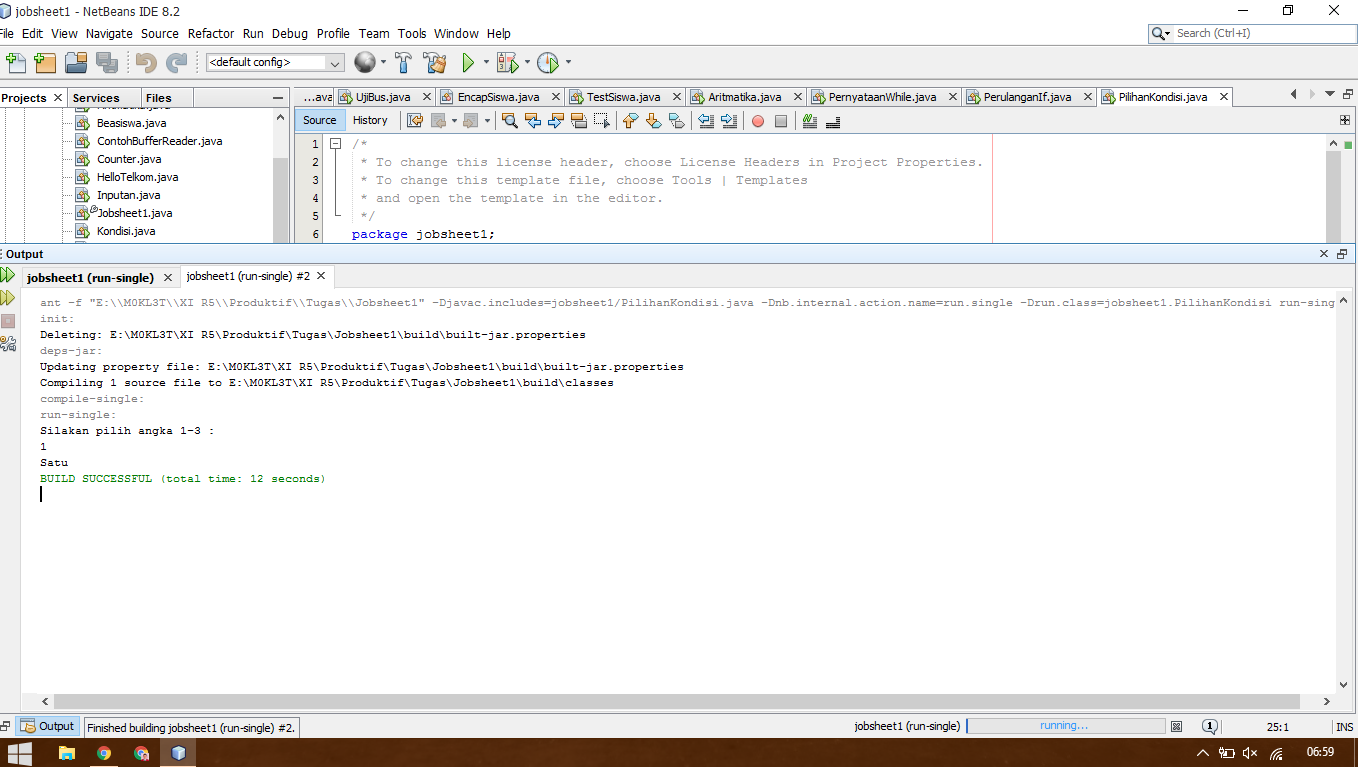 jobsheet1 - NetBeans IDE 8.2
File Edit View Navigate Source Refactor Run Debug Profile Team Tools Window Help
Search (Ctrl+I)
<default config>
Projects Services Files
...ava UjiBus.java EncapSiswa.java TestSiswa.java Aritmatika.java PernyataanWhile.java PerulanganIf.java PilihanKondisi.java
Beasiswa.java
ContohBufferReader.java
Counter.java
HelloTelkom.java
Inputan.java
Jobsheet1.java
Kondisi.java
Source History
1 /*
2 * To change this license header, choose License Headers in Project Properties.
3 * To change this template file, choose Tools | Templates
4 * and open the template in the editor.
5 */
6 package jobsheet1;
Output
jobsheet1 (run-single) jobsheet1 (run-single) #2
ant -f "E:\\M0KL3T\\XI R5\\Produktif\\Tugas\\Jobsheet1" -Djavac.includes=jobsheet1/PilihanKondisi.java -Dnb.internal.action.name=run.single -Drun.class=jobsheet1.PilihanKondisi run-sing
init:
Deleting: E:\M0KL3T\XI R5\Produktif\Tugas\Jobsheet1\build\built-jar.properties
deps-jar:
Updating property file: E:\M0KL3T\XI R5\Produktif\Tugas\Jobsheet1\build\built-jar.properties
Compiling 1 source file to E:\M0KL3T\XI R5\Produktif\Tugas\Jobsheet1\build\classes
compile-single:
run-single:
Silakan pilih angka 1-3 :
1
Satu
BUILD SUCCESSFUL (total time: 12 seconds)
Output Finished building jobsheet1 (run-single) #2. jobsheet1 (run-single) running... 1 25:1 INS
06:59